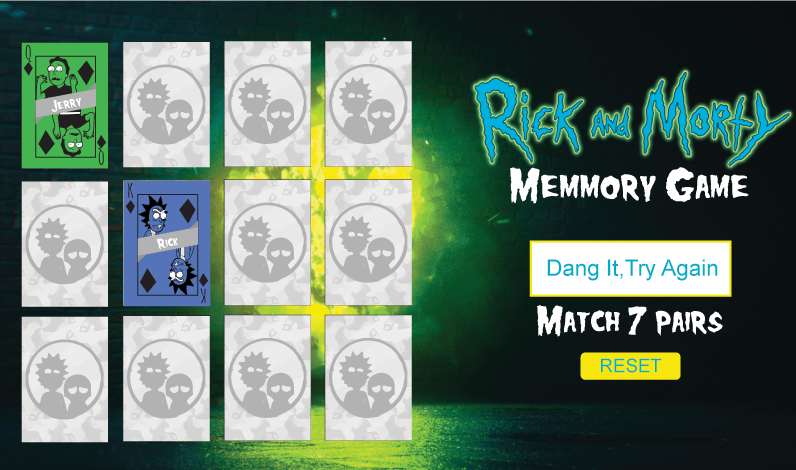 Q
JERRY
Q
K
RICK
K
RICK AND MORTY
MEMMORY GAME
Dang It,Try Again
MATCH 7 PAIRS
RESET